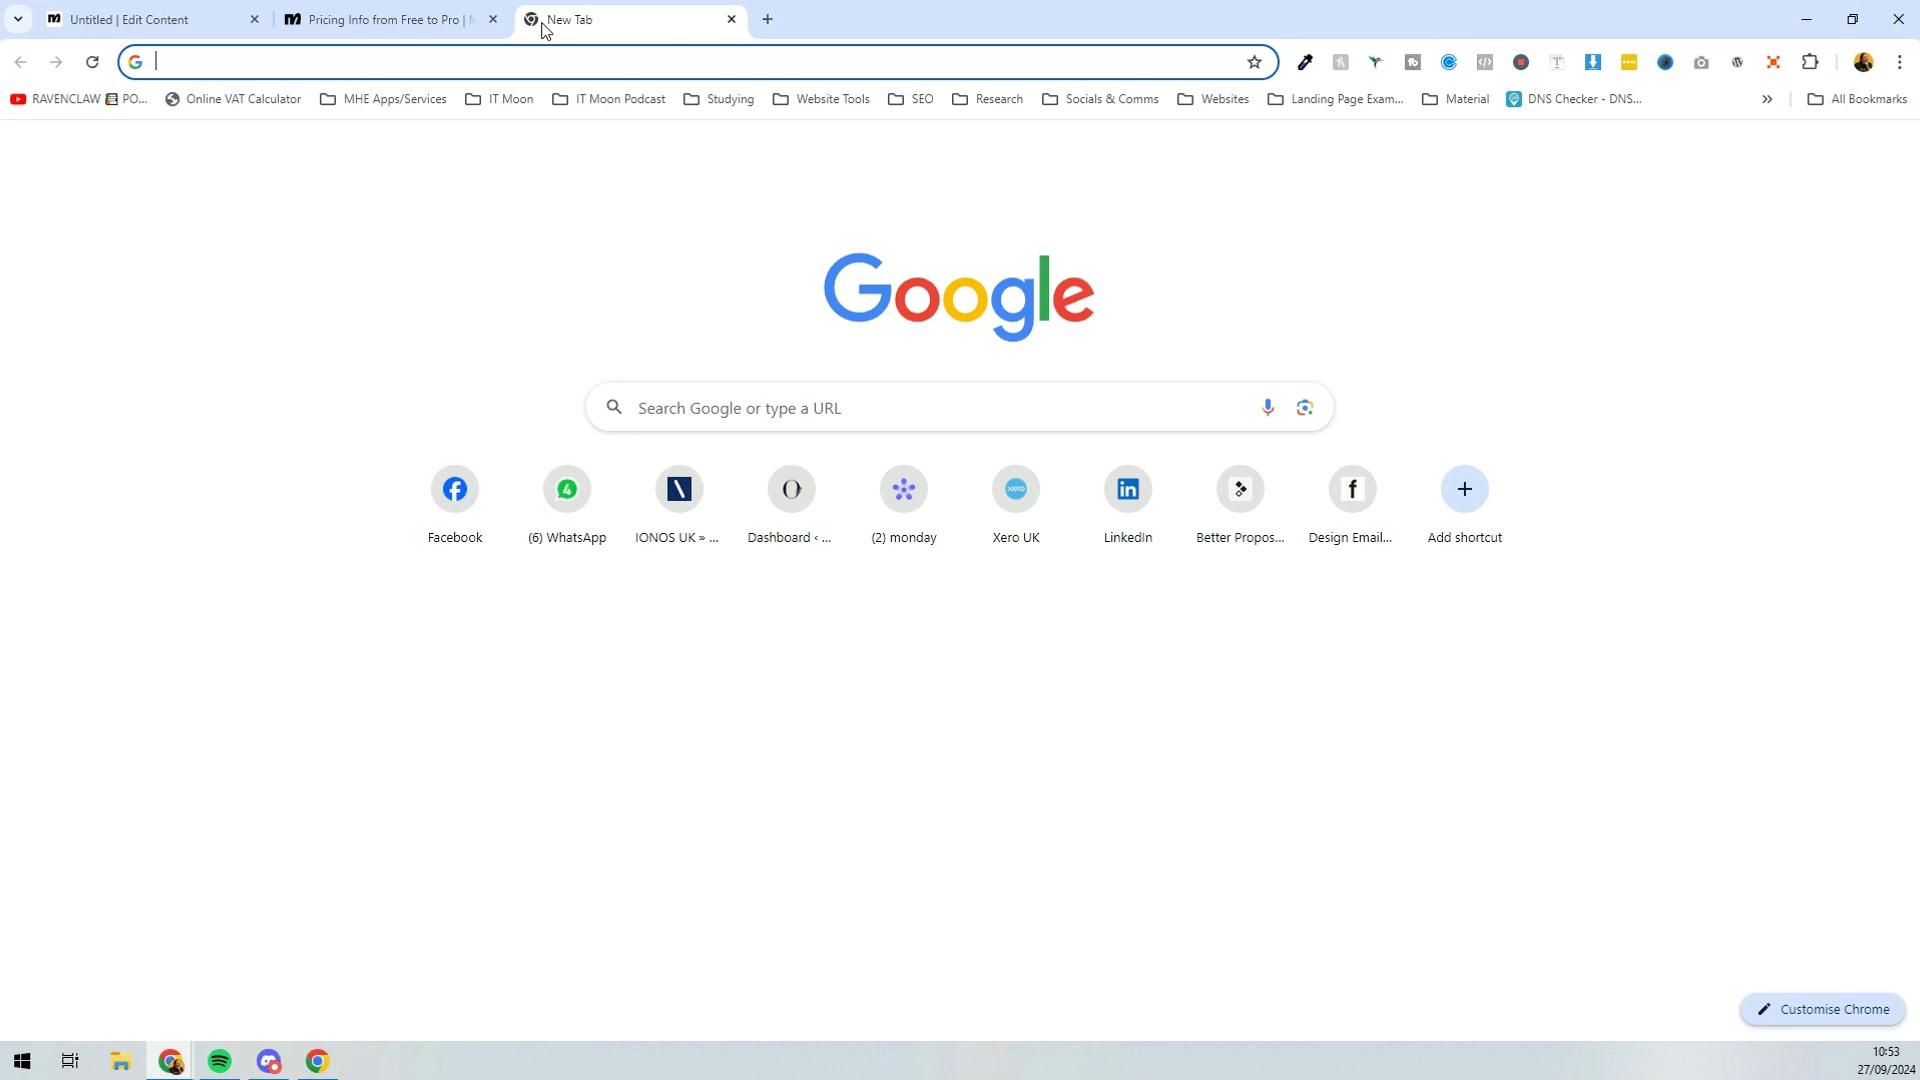 Untitled | Edit Content
Pricing Info from Free to Pro |
New Tab
RAVENCLAW PO...
Online VAT Calculator
MHE Apps/Services
IT Moon
IT Moon Podcast
Studying
Website Tools
SEO
Research
Socials & Comms
Websites
Landing Page Exam...
Material
DNS Checker - DNS...
All Bookmarks
Google
Search Google or type a URL
Facebook
(6) WhatsApp
IONOS UK » ...
Dashboard ‹ ...
(2) monday
Xero UK
LinkedIn
Better Propos...
Design Email...
Add shortcut
Customise Chrome
10:53
27/09/2024